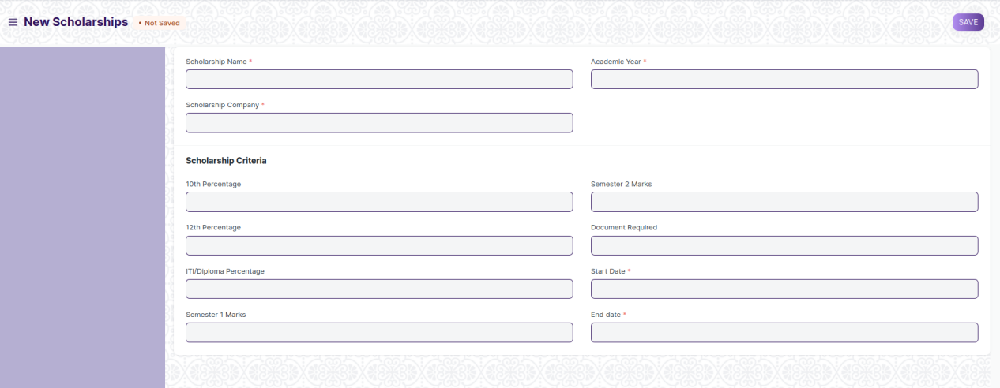 New Scholarships • Not Saved SAVE
Scholarship Name * Academic Year *
Scholarship Company *
Scholarship Criteria
10th Percentage Semester 2 Marks
12th Percentage Document Required
ITI/Diploma Percentage Start Date *
Semester 1 Marks End date *